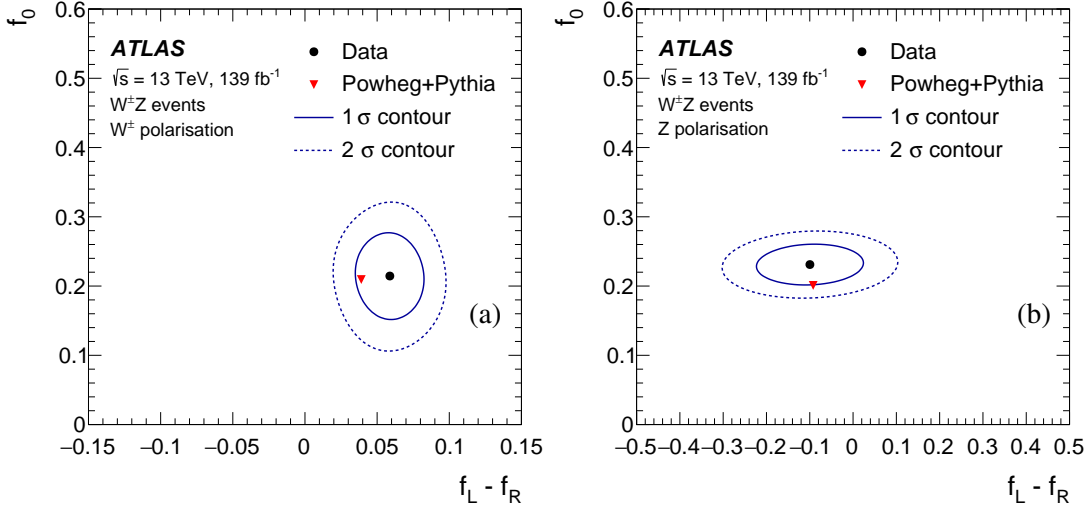 f₀
0.6
0.5
0.4
0.3
0.2
0.1
0
ATLAS
√s = 13 TeV, 139 fb⁻¹
W±Z events
W± polarisation
Data
Powheg+Pythia
1 σ contour
2 σ contour
(a)
−0.15 −0.1 −0.05 0 0.05 0.1 0.15
f_L - f_R
f₀
0.6
0.5
0.4
0.3
0.2
0.1
0
ATLAS
√s = 13 TeV, 139 fb⁻¹
W±Z events
Z polarisation
Data
Powheg+Pythia
1 σ contour
2 σ contour
(b)
−0.5 −0.4 −0.3 −0.2 −0.1 0 0.1 0.2 0.3 0.4 0.5
f_L - f_R